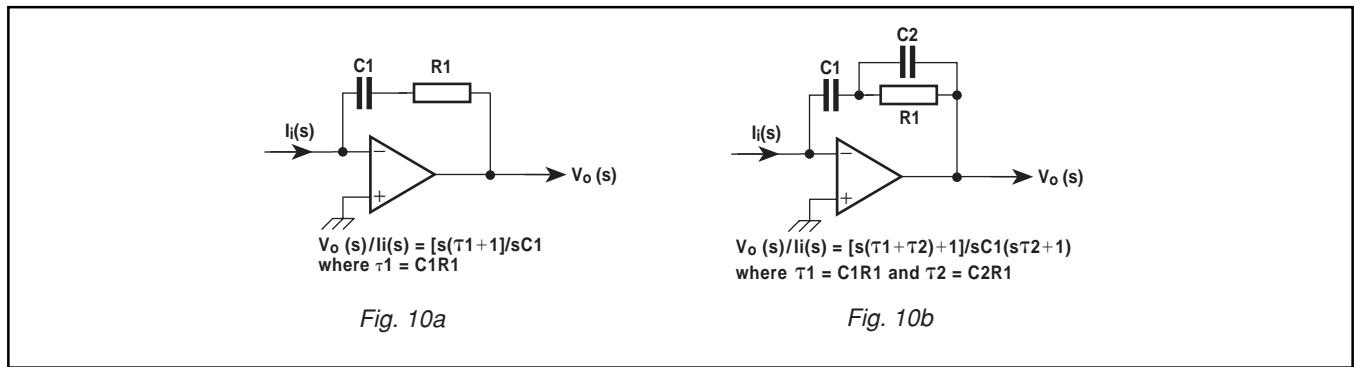 C1
R1
Ii(s)
−
+
Vo (s)
Vo (s)/Ii(s) = [s(τ1+1]/sC1
where τ1 = C1R1
Fig. 10a
C2
C1
R1
Ii(s)
−
+
Vo (s)
Vo (s)/Ii(s) = [s(τ1+τ2)+1]/sC1(sτ2+1)
where τ1 = C1R1 and τ2 = C2R1
Fig. 10b